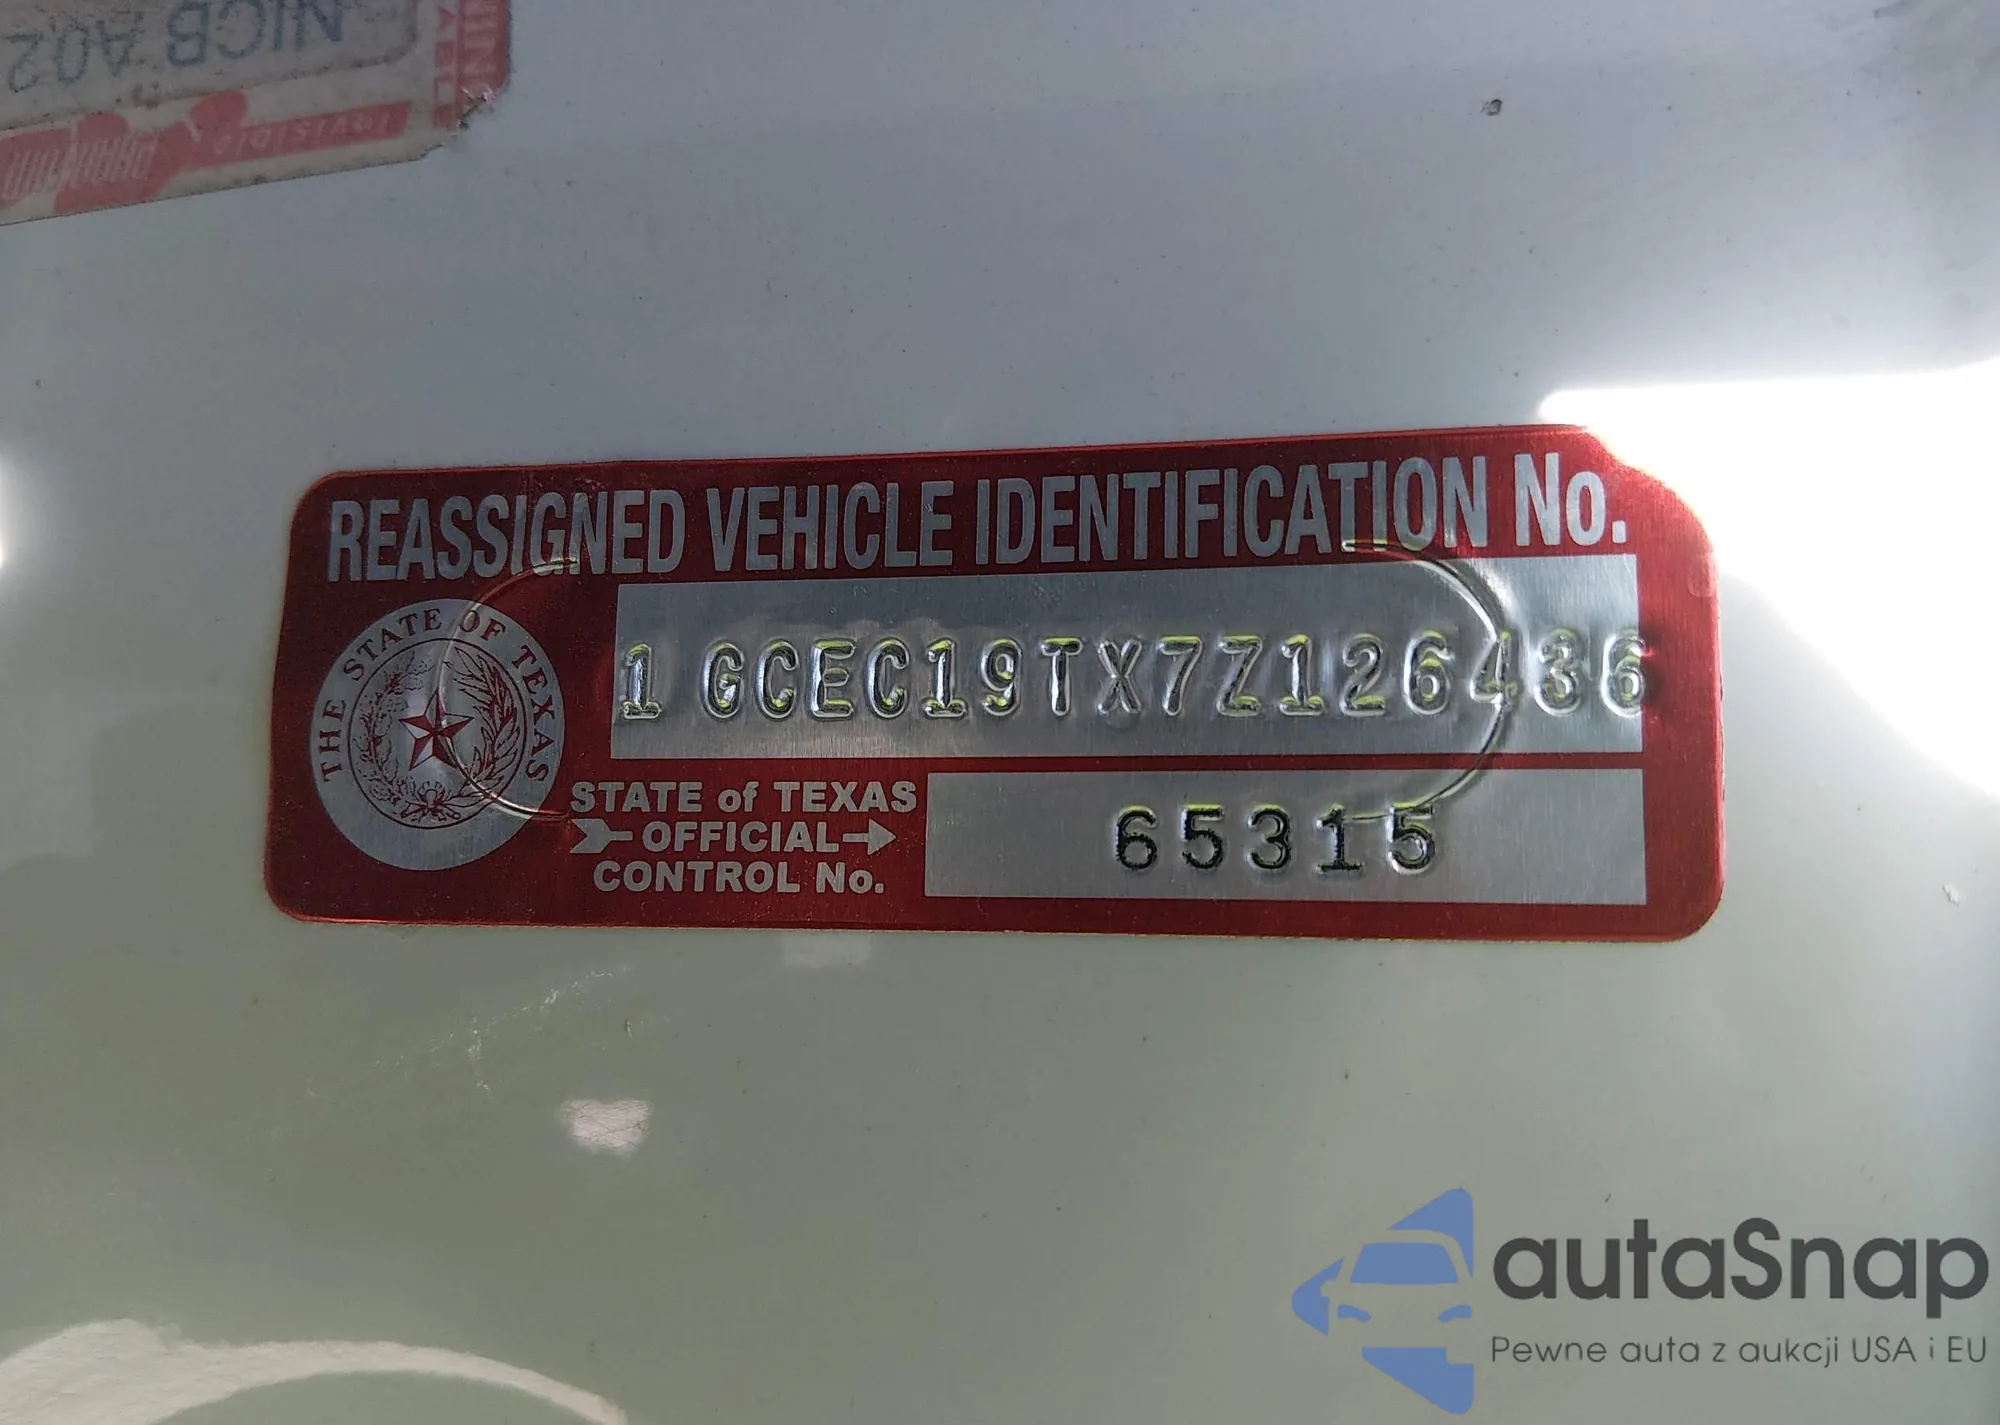 NICB A02
REASSIGNED VEHICLE IDENTIFICATION No.
1 GCEC19TX7Z126436
THE STATE OF TEXAS
STATE of TEXAS
OFFICIAL
CONTROL No.
65315
autaSnap
Pewne auta z aukcji USA i EU